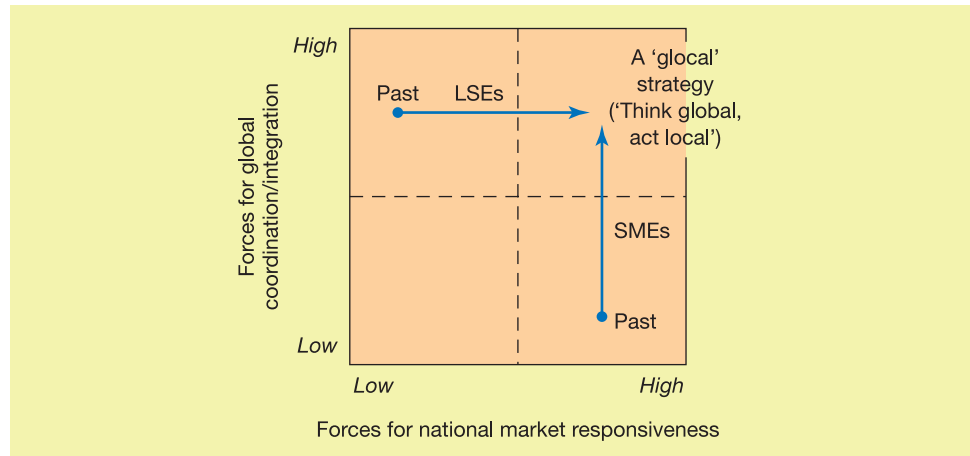 High
A ‘glocal’
strategy
(‘Think global,
act local’)
Past
LSEs
Forces for global
coordination/integration
SMEs
Past
Low
Low
High
Forces for national market responsiveness